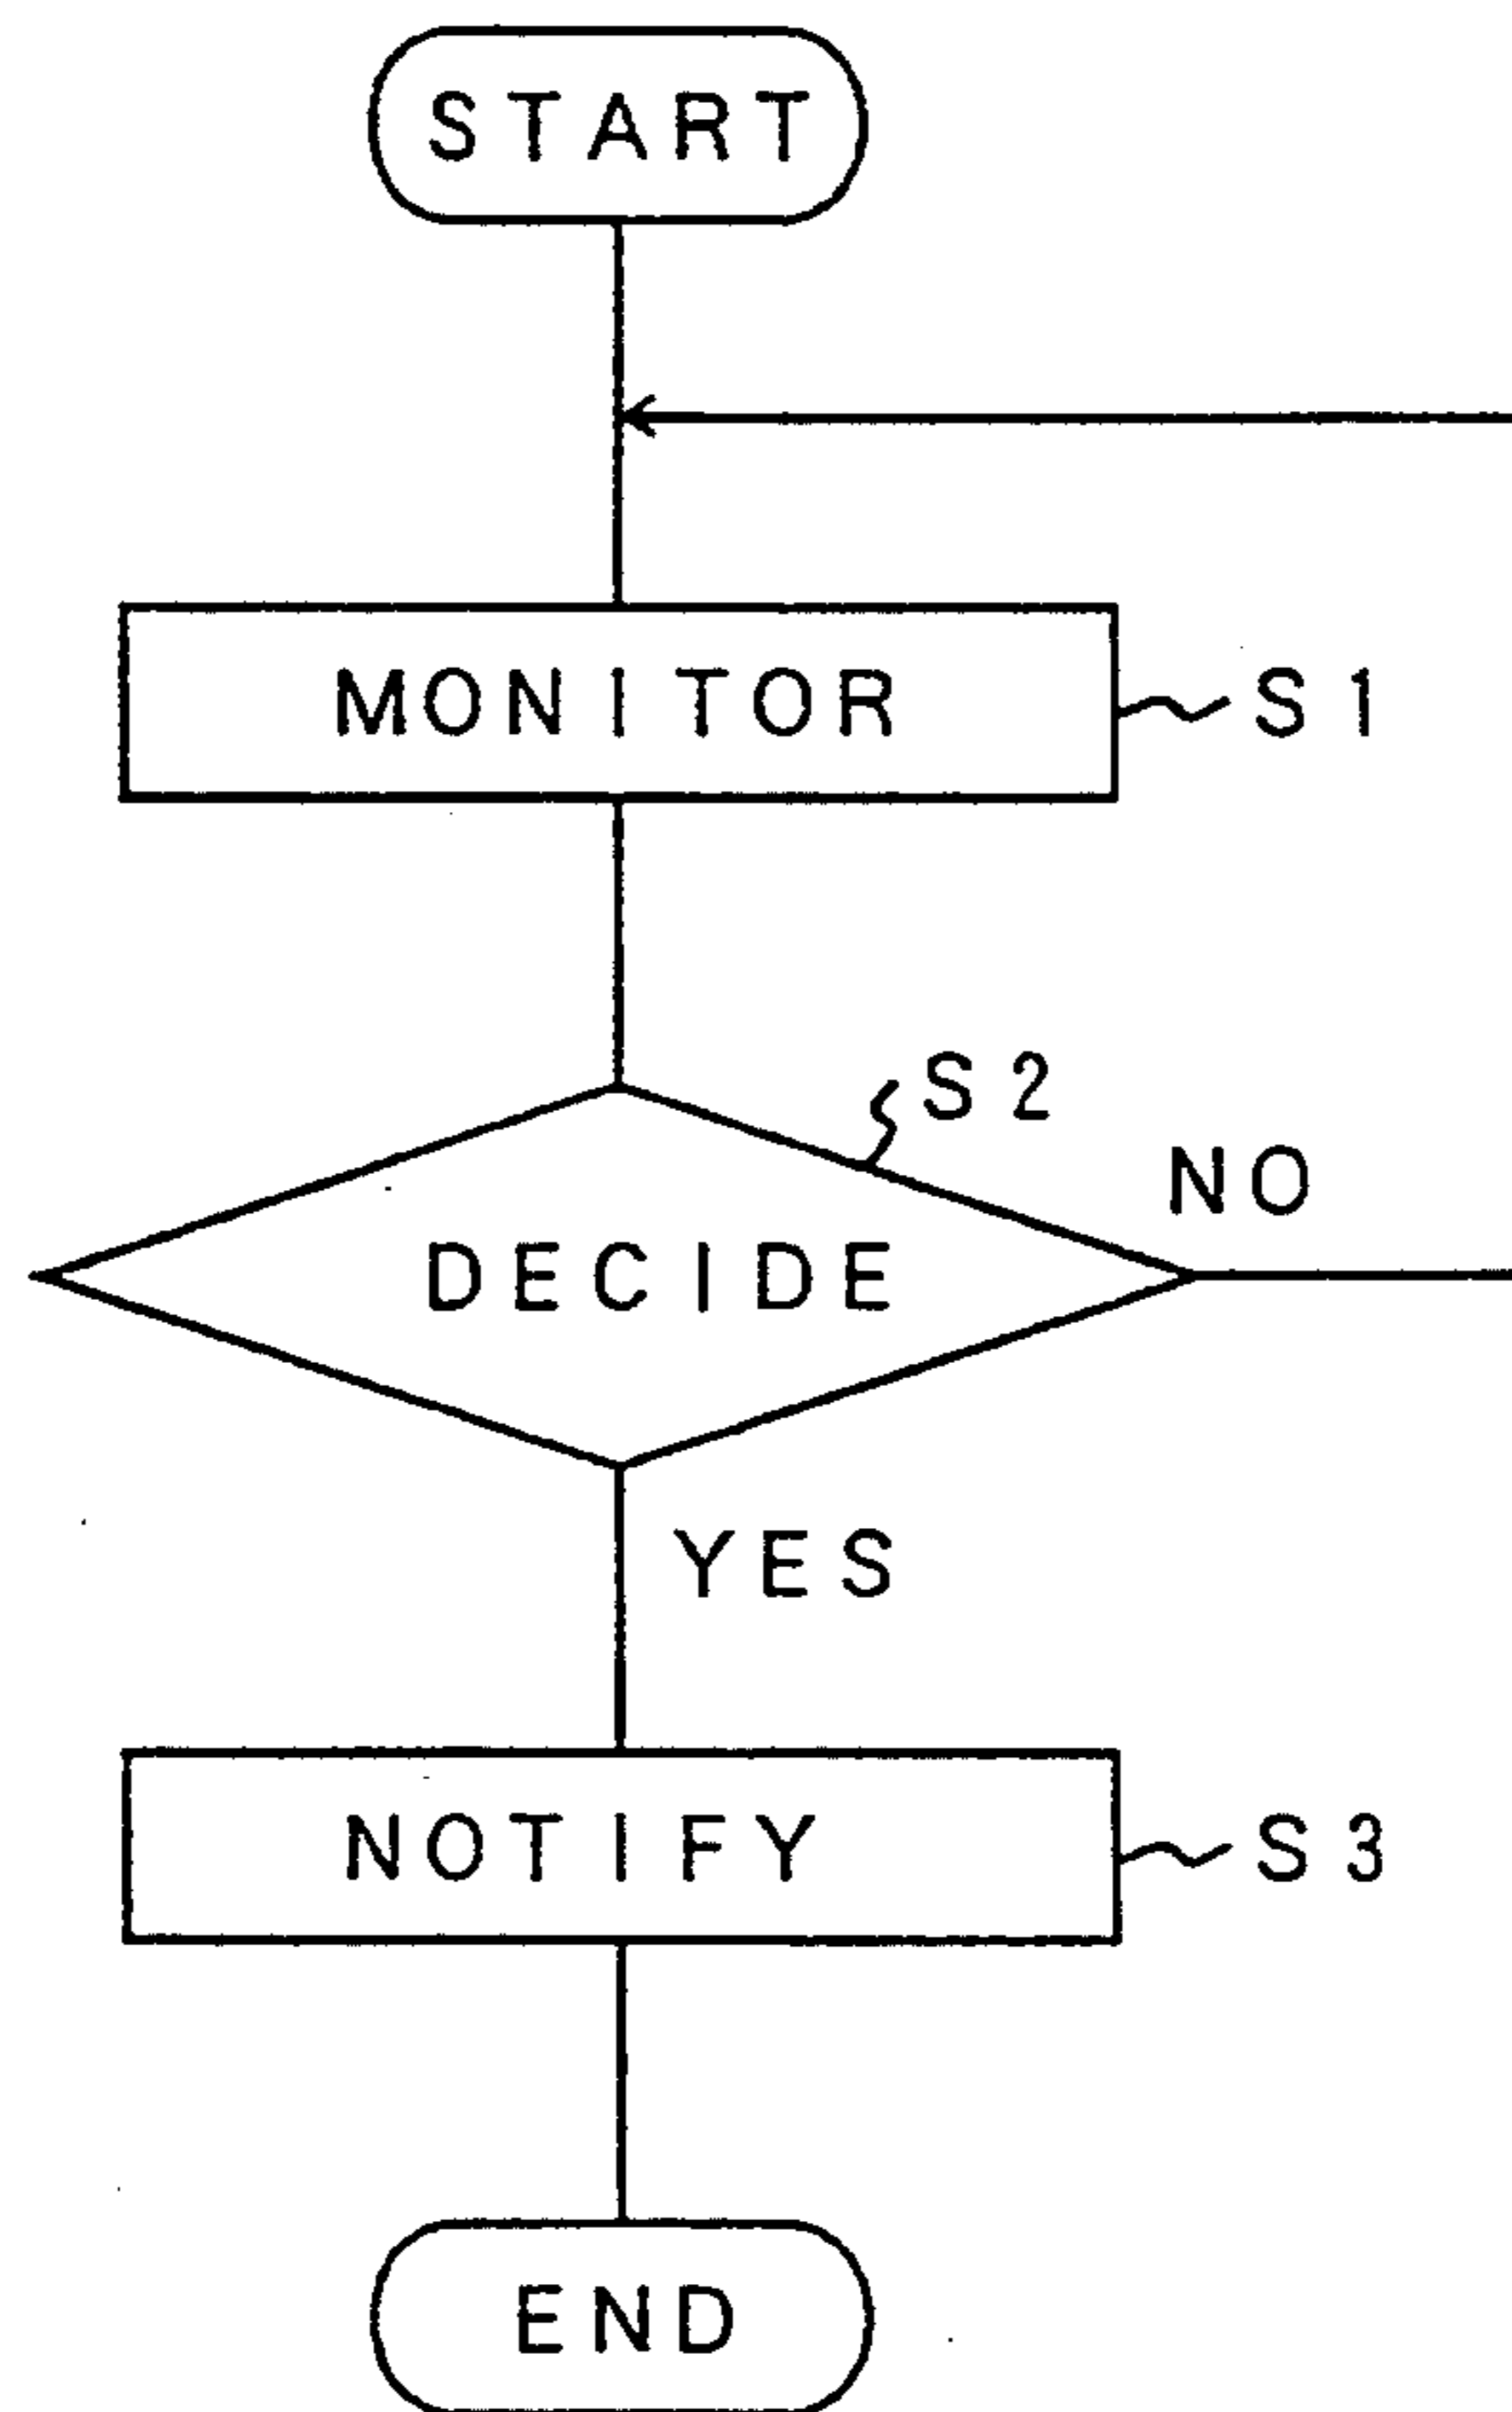 START
MONITOR S1
S2
NO
DECIDE
YES
NOTIFY S3
END